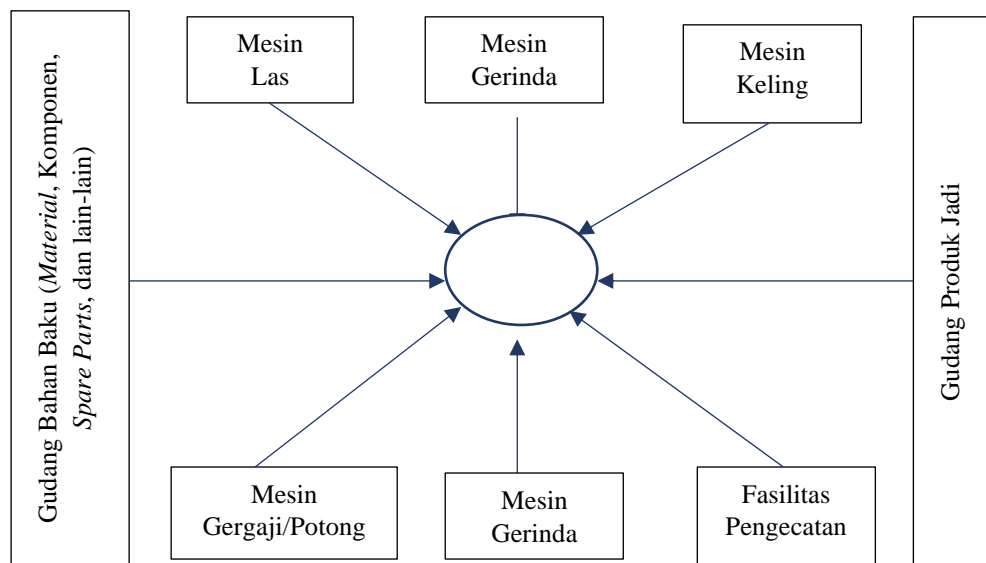 Gudang Bahan Baku (Material, Komponen,
Spare Parts, dan lain-lain)
Mesin
Las
Mesin
Gerinda
Mesin
Keling
Mesin
Gergaji/Potong
Mesin
Gerinda
Fasilitas
Pengecatan
Gudang Produk Jadi